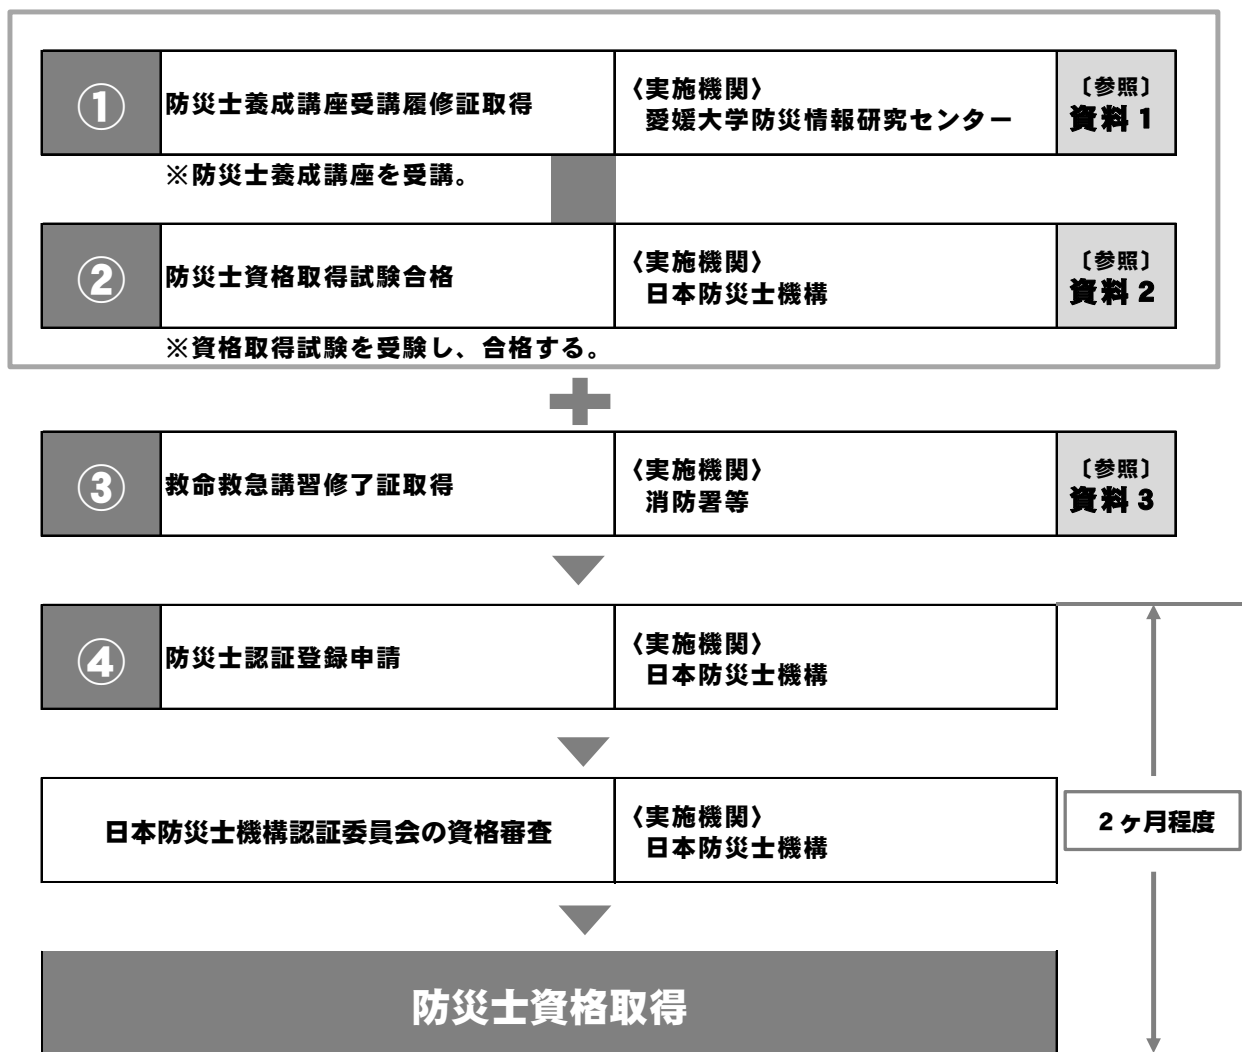 ①
防災士養成講座受講履修証取得
〈実施機関〉
愛媛大学防災情報研究センター
〔参照〕
資料１
※防災士養成講座を受講。
②
防災士資格取得試験合格
〈実施機関〉
日本防災士機構
〔参照〕
資料２
※資格取得試験を受験し、合格する。
③
救命救急講習修了証取得
〈実施機関〉
消防署等
〔参照〕
資料３
④
防災士認証登録申請
〈実施機関〉
日本防災士機構
日本防災士機構認証委員会の資格審査
〈実施機関〉
日本防災士機構
２ヶ月程度
防災士資格取得